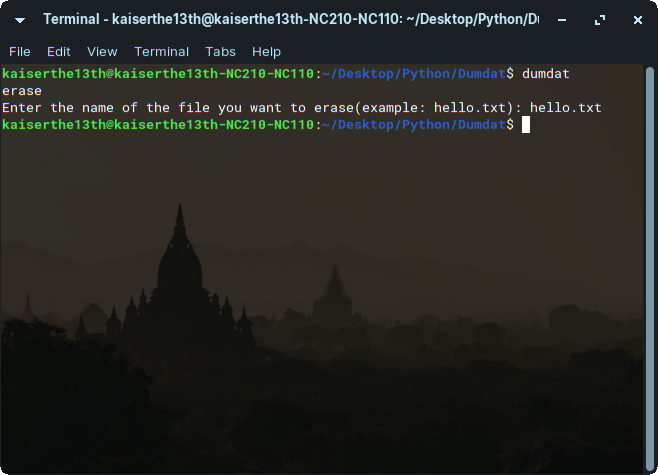 Terminal - kaiserthe13th@kaiserthe13th-NC210-NC110: ~/Desktop/Python/Du
File Edit View Terminal Tabs Help
kaiserthe13th@kaiserthe13th-NC210-NC110:~/Desktop/Python/Dumdat$ dumdat
erase
Enter the name of the file you want to erase(example: hello.txt): hello.txt
kaiserthe13th@kaiserthe13th-NC210-NC110:~/Desktop/Python/Dumdat$